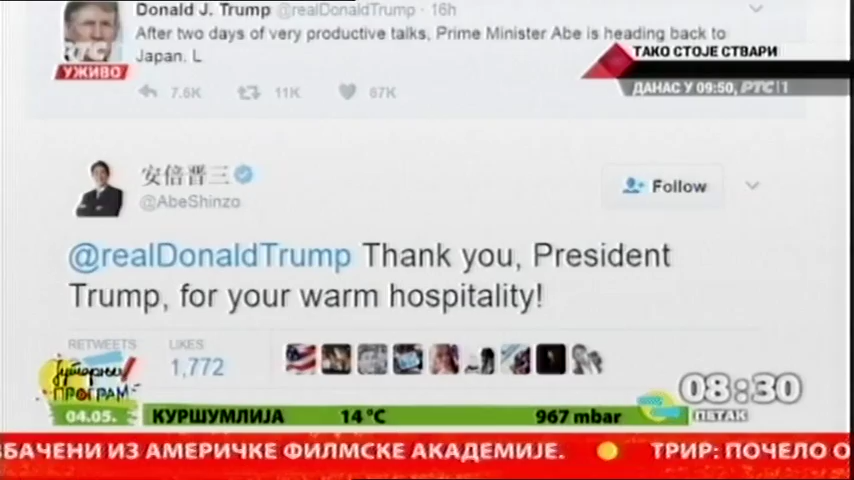 Donald J. Trump @realDonaldTrump · 16h
After two days of very productive talks, Prime Minister Abe is heading back to
Japan. L
РТС
УЖИВО
ТАКО СТОЈЕ СТВАРИ
ДАНАС У 09:50, РТС 1
7.6K 11K 67K
安倍晋三
@AbeShinzo
Follow
@realDonaldTrump Thank you, President
Trump, for your warm hospitality!
RETWEETS LIKES
1,772
Јутарњи
ПРОГРАМ
08:30
ПЕТАК
04.05. КУРШУМЛИЈА 14°C 967 mbar
ЗБАЧЕНИ ИЗ АМЕРИЧКЕ ФИЛМСКЕ АКАДЕМИЈЕ. ТРИР: ПОЧЕЛО О